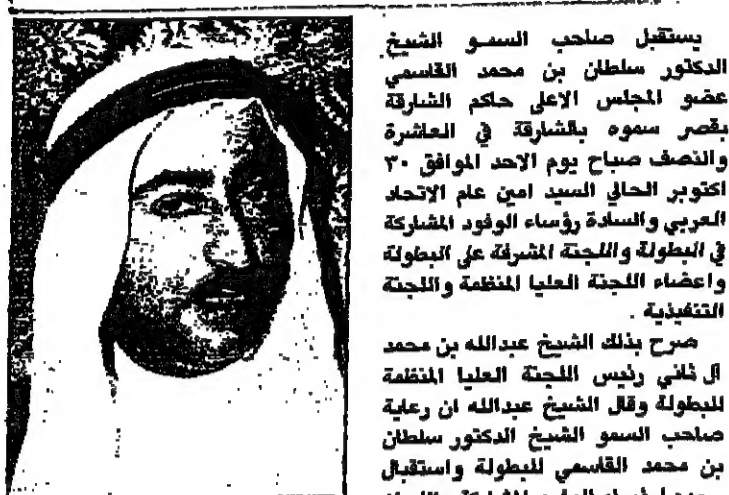 يستقبل صاحب السمو الشيخ
الدكتور سلطان بن محمد القاسمي
عضو المجلس الاعلى حاكم الشارقة
بقصر سموه بالشارقة في العاشرة
والنصف صباح يوم الاحد الموافق ٣٠
اكتوبر الحالي السيد امين عام الاتحاد
العربي والسادة رؤساء الوفود المشاركة
في البطولة واللجنة المشرفة على البطولة
واعضاء اللجنة العليا المنظمة واللجنة
التنفيذية .
صرح بذلك الشيخ عبدالله بن محمد
ال ثاني رئيس اللجنة العليا المنظمة
للبطولة وقال الشيخ عبدالله ان رعاية
صاحب السمو الشيخ الدكتور سلطان
بن محمد القاسمي للبطولة واستقبال